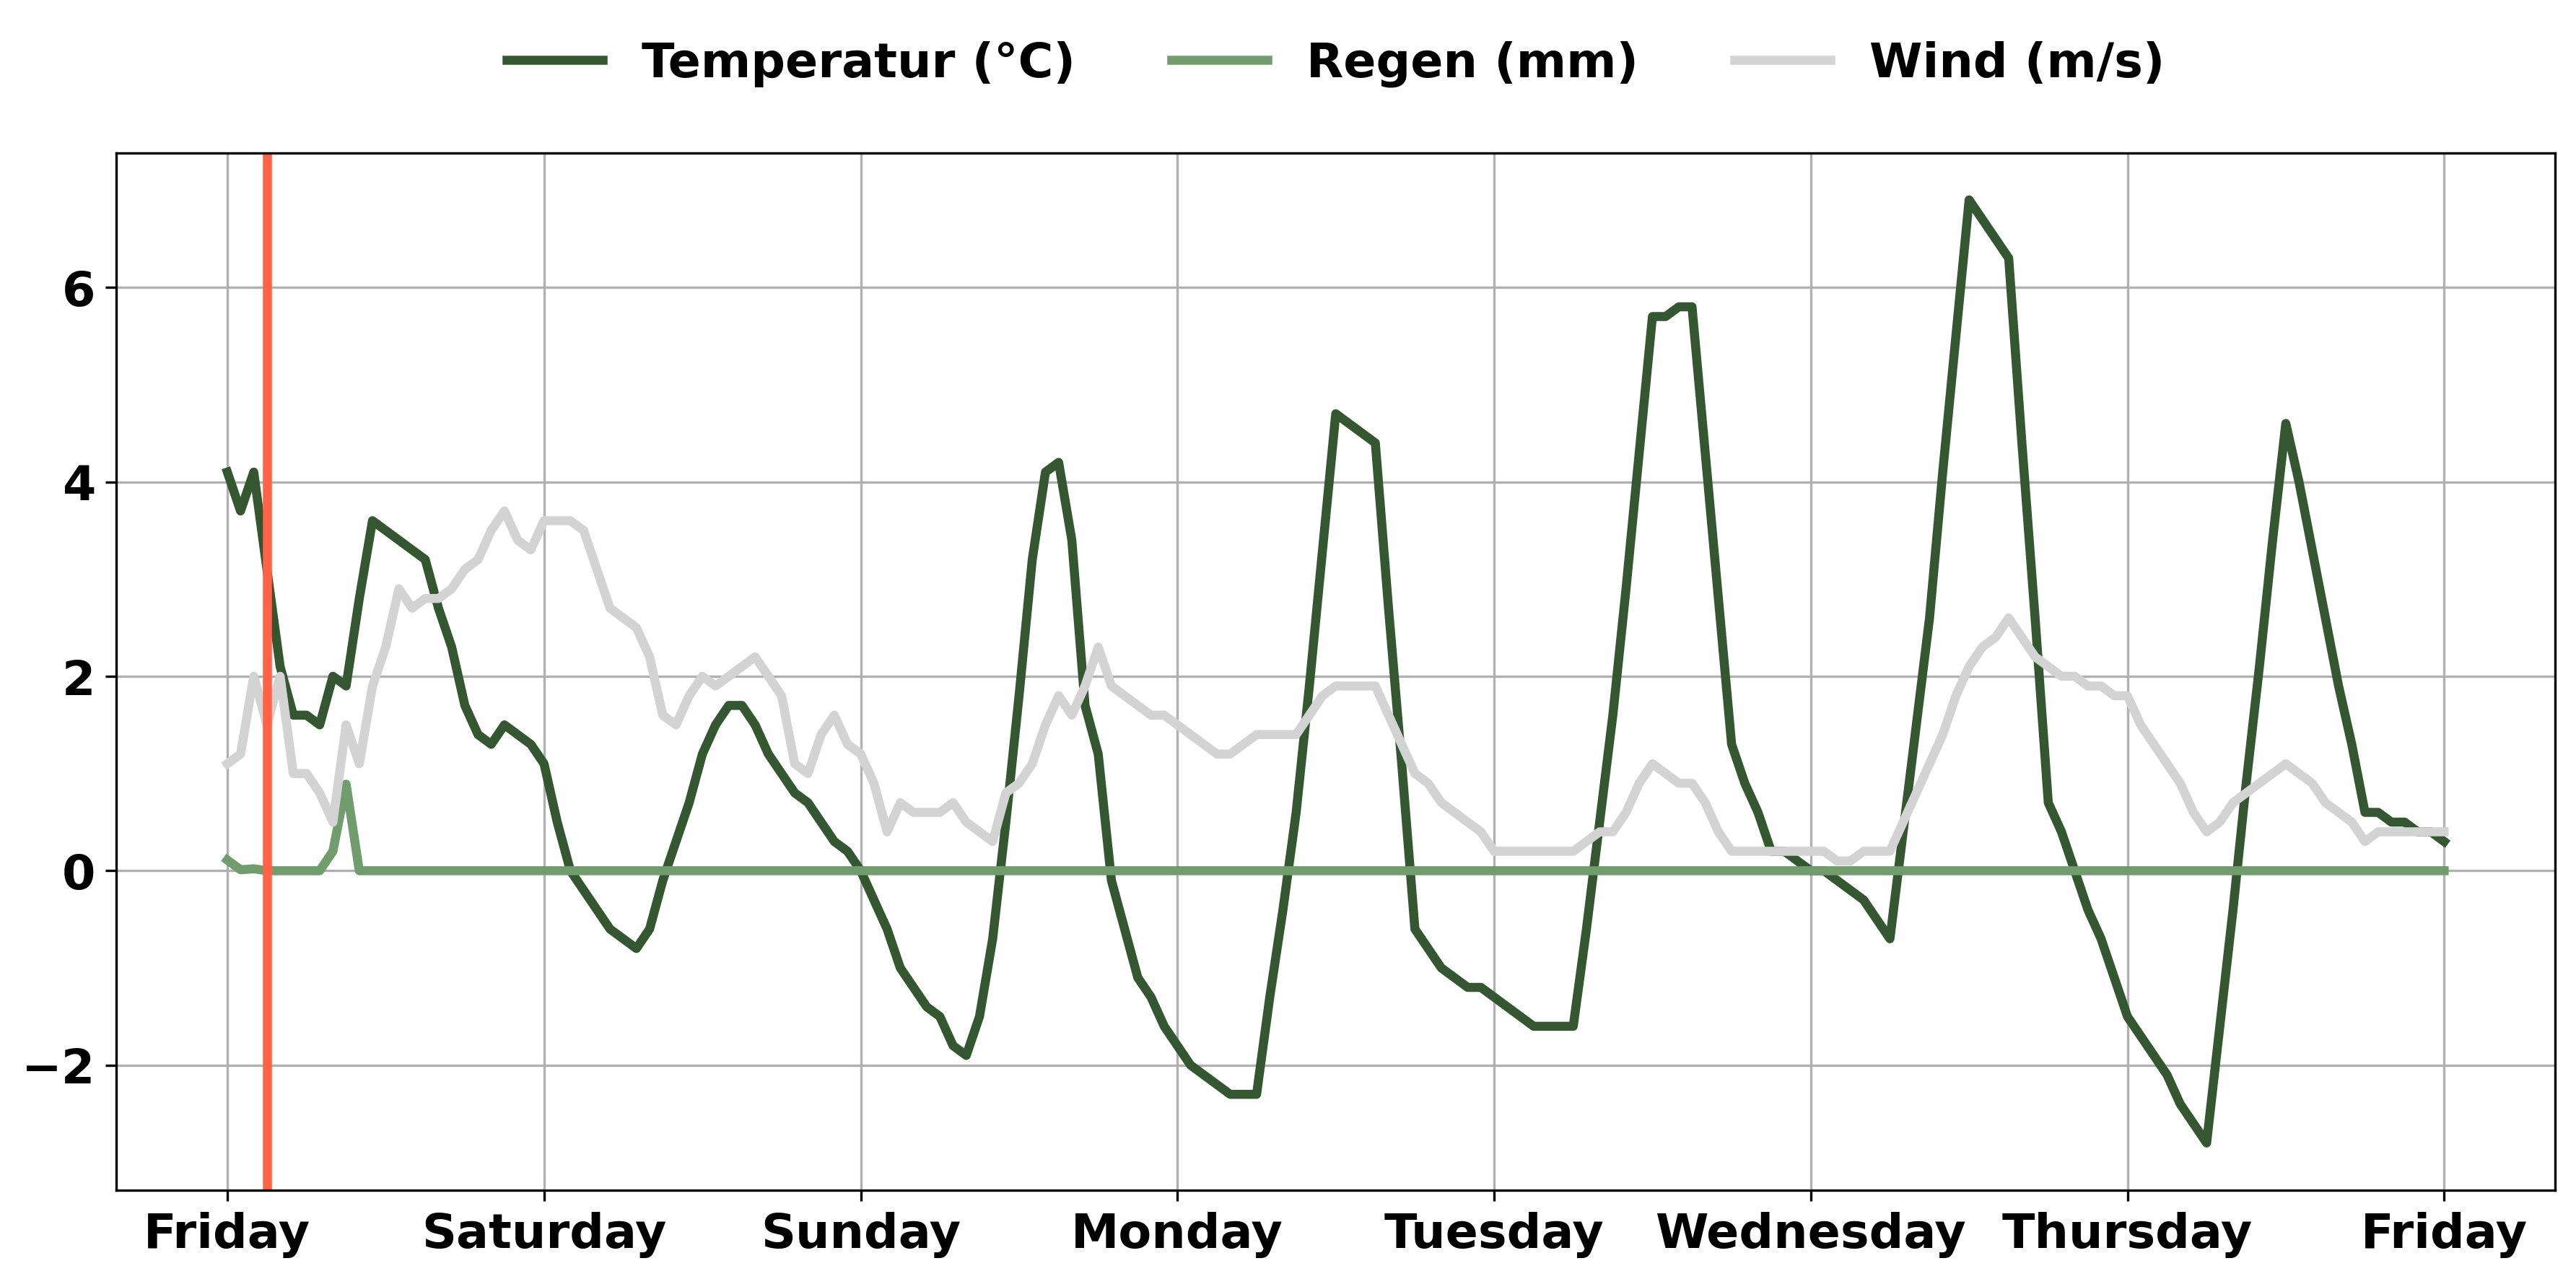 Temperatur (°C) Regen (mm) Wind (m/s)
6
4
2
0
−2
Friday Saturday Sunday Monday Tuesday Wednesday Thursday Friday